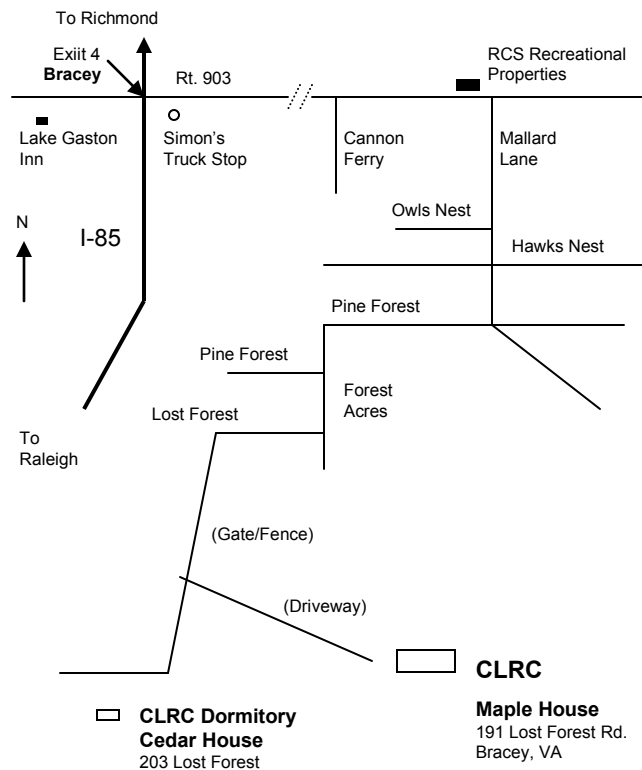 To Richmond
Exiit 4
Bracey
Rt. 903
RCS Recreational
Properties
Lake Gaston
Inn
Simon's
Truck Stop
Cannon
Ferry
Mallard
Lane
N
I-85
Owls Nest
Hawks Nest
Pine Forest
Pine Forest
Forest
Acres
Lost Forest
To
Raleigh
(Gate/Fence)
(Driveway)
CLRC
Maple House
191 Lost Forest Rd.
Bracey, VA
CLRC Dormitory
Cedar House
203 Lost Forest